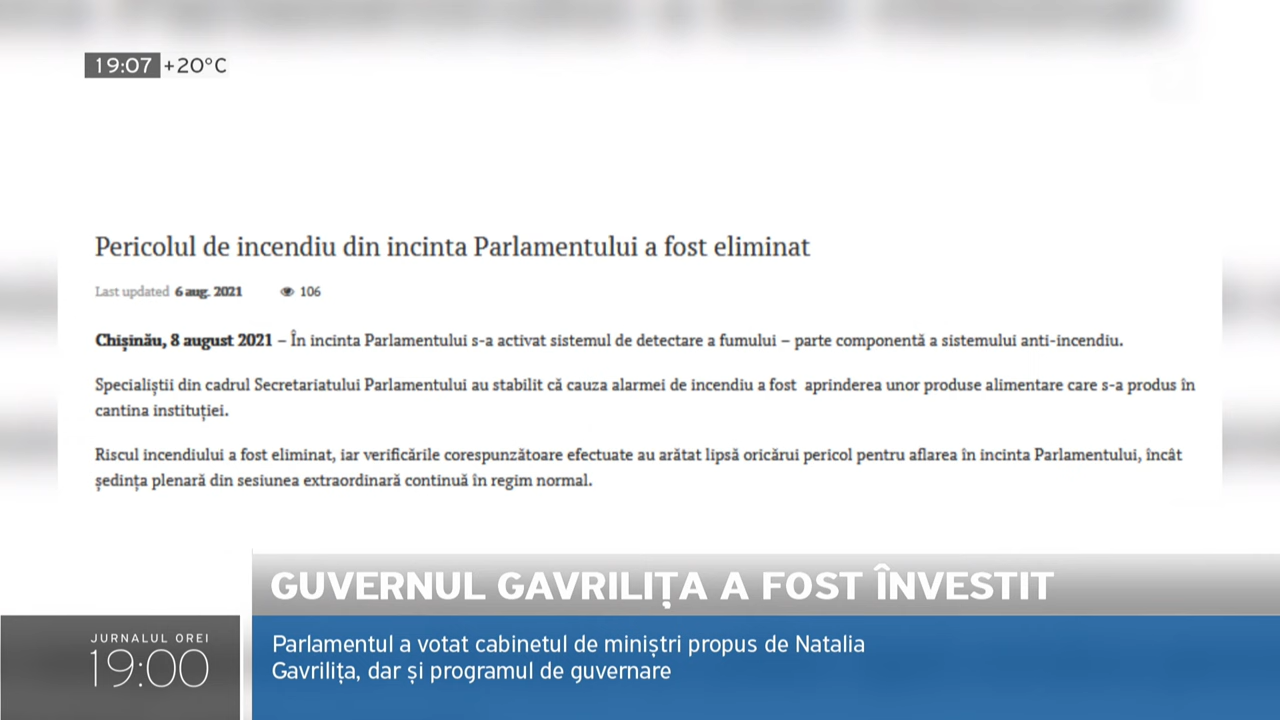 19:07 +20°C
Pericolul de incendiu din incinta Parlamentului a fost eliminat
Last updated 6 aug. 2021 106
Chișinău, 8 august 2021 – În incinta Parlamentului s-a activat sistemul de detectare a fumului – parte componentă a sistemului anti-incendiu.
Specialiștii din cadrul Secretariatului Parlamentului au stabilit că cauza alarmei de incendiu a fost aprinderea unor produse alimentare care s-a produs în
cantina instituției.
Riscul incendiului a fost eliminat, iar verificările corespunzătoare efectuate au arătat lipsă oricărui pericol pentru aflarea în incinta Parlamentului, încât
ședința plenară din sesiunea extraordinară continuă în regim normal.
GUVERNUL GAVRILIȚA A FOST ÎNVESTIT
Parlamentul a votat cabinetul de miniștri propus de Natalia
Gavrilița, dar și programul de guvernare
JURNALUL OREI
19:00